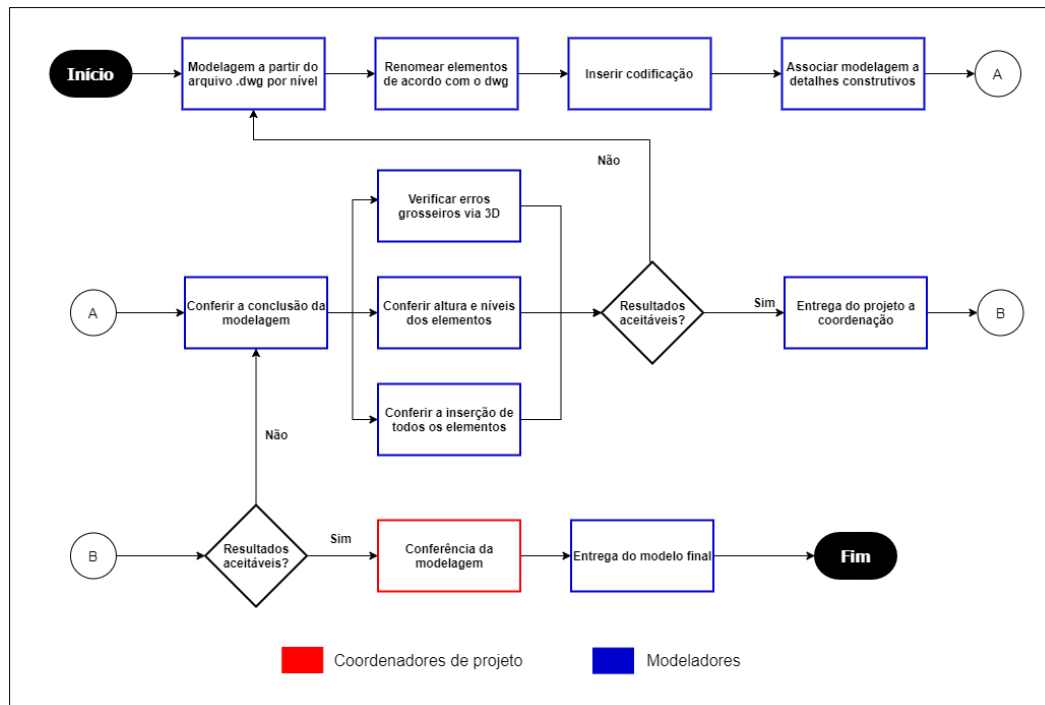 Início
Modelagem a partir do
arquivo .dwg por nível
Renomear elementos
de acordo com o dwg
Inserir codificação
Associar modelagem a
detalhes construtivos
A
Não
Verificar erros
grosseiros via 3D
A
Conferir a conclusão da
modelagem
Conferir altura e níveis
dos elementos
Resultados
aceitáveis?
Sim
Entrega do projeto a
coordenação
B
Conferir a inserção de
todos os elementos
Não
B
Resultados
aceitáveis?
Sim
Conferência da
modelagem
Entrega do modelo final
Fim
Coordenadores de projeto
Modeladores